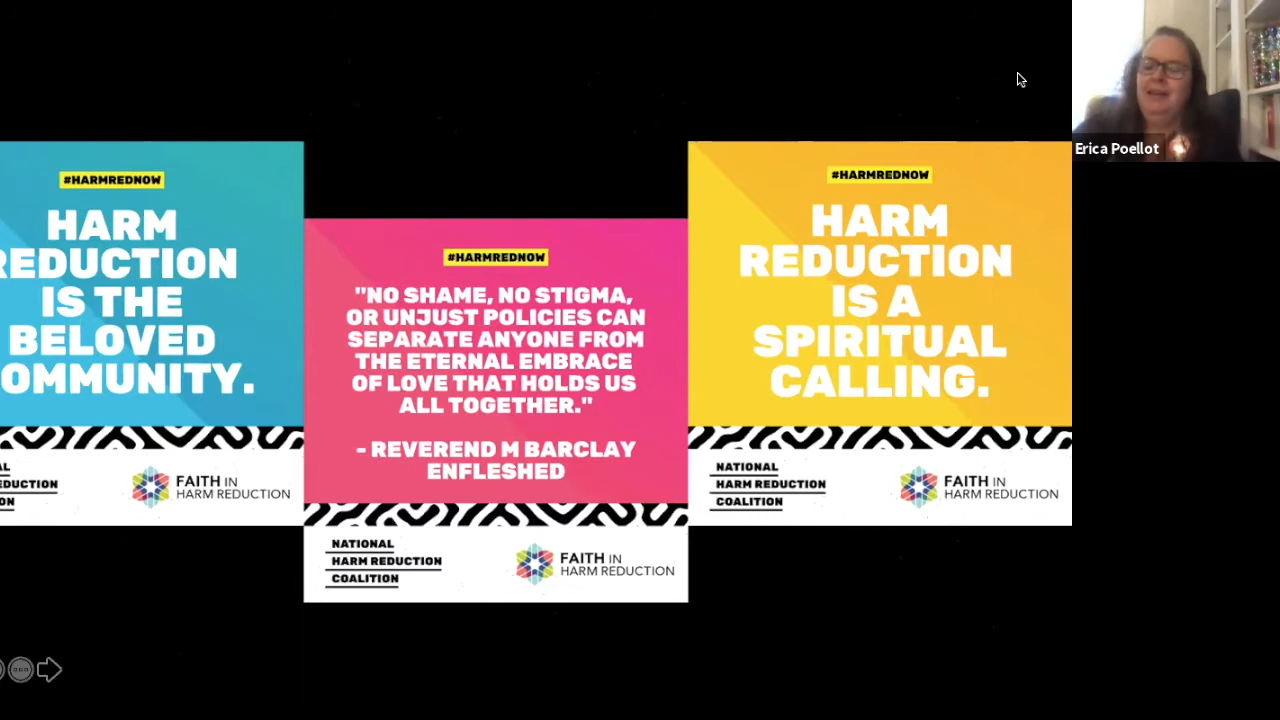 #HARMREDNOW
HARM
REDUCTION
IS THE
BELOVED
OMMUNITY.
EDUCTION
FAITH IN
HARM REDUCTION
#HARMREDNOW
"NO SHAME, NO STIGMA,
OR UNJUST POLICIES CAN
SEPARATE ANYONE FROM
THE ETERNAL EMBRACE
OF LOVE THAT HOLDS US
ALL TOGETHER."
- REVEREND M BARCLAY
ENFLESHED
NATIONAL
HARM REDUCTION
COALITION
FAITH IN
HARM REDUCTION
#HARMREDNOW
HARM
REDUCTION
IS A
SPIRITUAL
CALLING.
NATIONAL
HARM REDUCTION
COALITION
FAITH IN
HARM REDUCTION
Erica Poellot